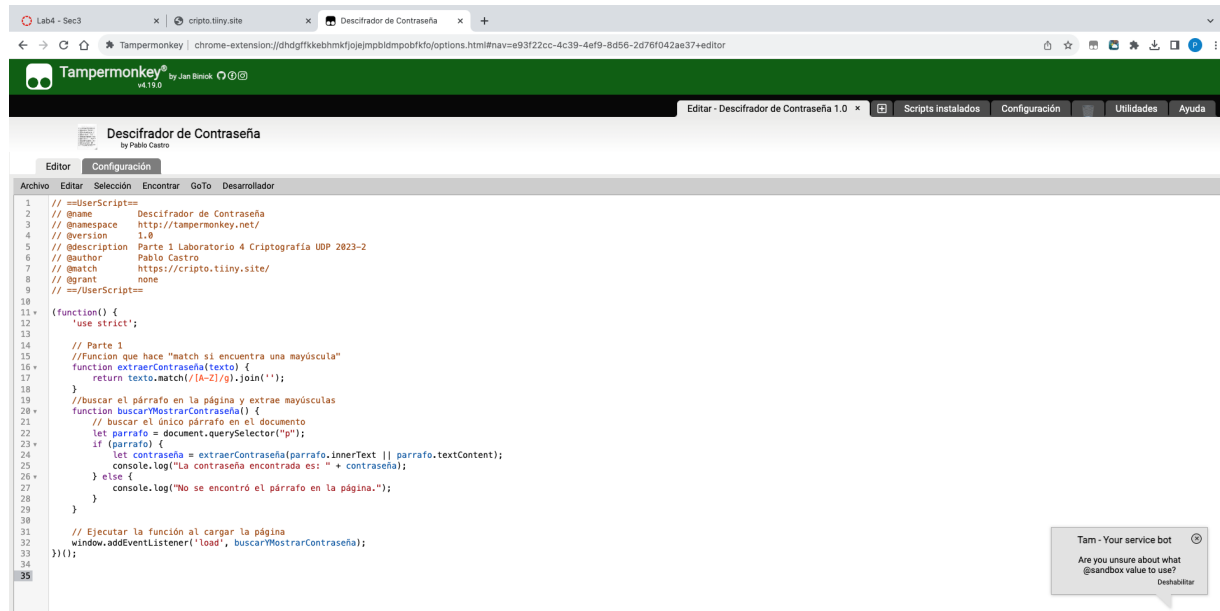 Lab4 - Sec3
cripto.tiiny.site
Descifrador de Contraseña
Tampermonkey
chrome-extension://dhdgffkkebhmkfjojejmpbldmpobfkfo/options.html#nav=e93f22cc-4c39-4ef9-8d56-2d76f042ae37+editor
P
Tampermonkey® by Jan Biniok
v4.19.0
Editar - Descifrador de Contraseña 1.0
Scripts instalados
Configuración
Utilidades
Ayuda
Descifrador de Contraseña
by Pablo Castro
Editor
Configuración
Archivo Editar Selección Encontrar GoTo Desarrollador
1 // ==UserScript==
2 // @name Descifrador de Contraseña
3 // @namespace http://tampermonkey.net/
4 // @version 1.0
5 // @description Parte 1 Laboratorio 4 Criptografía UDP 2023-2
6 // @author Pablo Castro
7 // @match https://cripto.tiiny.site/
8 // @grant none
9 // ==/UserScript==
10
11 (function() {
12 'use strict';
13
14 // Parte 1
15 //Funcion que hace "match si encuentra una mayúscula"
16 function extraerContraseña(texto) {
17 return texto.match(/[A-Z]/g).join('');
18 }
19 //buscar el párrafo en la página y extrae mayúsculas
20 function buscarYMostrarContraseña() {
21 // buscar el único párrafo en el documento
22 let parrafo = document.querySelector("p");
23 if (parrafo) {
24 let contraseña = extraerContraseña(parrafo.innerText || parrafo.textContent);
25 console.log("La contraseña encontrada es: " + contraseña);
26 } else {
27 console.log("No se encontró el párrafo en la página.");
28 }
29 }
30
31 // Ejecutar la función al cargar la página
32 window.addEventListener('load', buscarYMostrarContraseña);
33 })();
34
35
Tam - Your service bot
Are you unsure about what
@sandbox value to use?
Deshabilitar